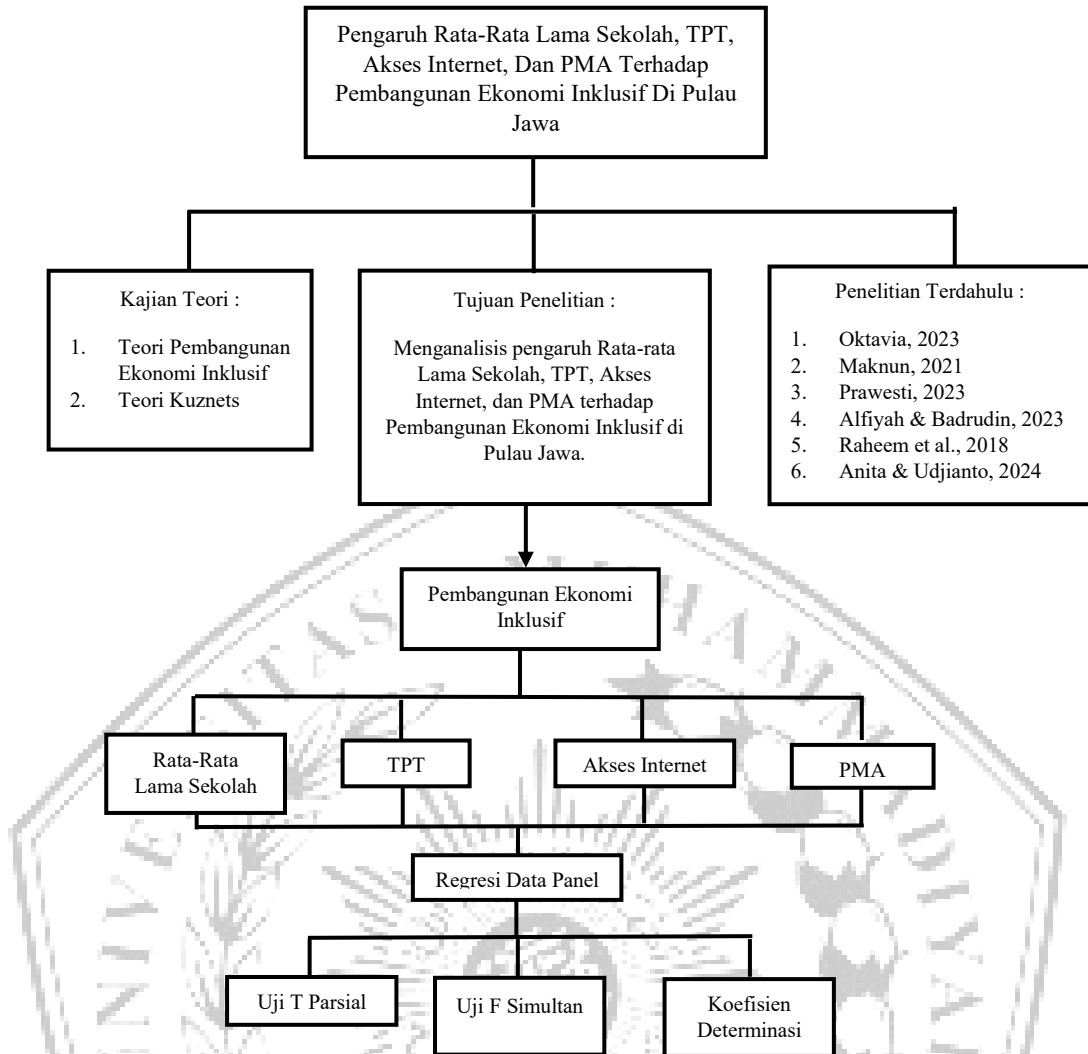 Pengaruh Rata-Rata Lama Sekolah, TPT,
Akses Internet, Dan PMA Terhadap
Pembangunan Ekonomi Inklusif Di Pulau
Jawa
Kajian Teori :
1. Teori Pembangunan
Ekonomi Inklusif
2. Teori Kuznets
Tujuan Penelitian :
Menganalisis pengaruh Rata-rata
Lama Sekolah, TPT, Akses
Internet, dan PMA terhadap
Pembangunan Ekonomi Inklusif di
Pulau Jawa.
Penelitian Terdahulu :
1. Oktavia, 2023
2. Maknun, 2021
3. Prawesti, 2023
4. Alfiyah & Badrudin, 2023
5. Raheem et al., 2018
6. Anita & Udjianto, 2024
Pembangunan Ekonomi
Inklusif
Rata-Rata
Lama Sekolah
TPT
Akses Internet
PMA
Regresi Data Panel
Uji T Parsial
Uji F Simultan
Koefisien
Determinasi